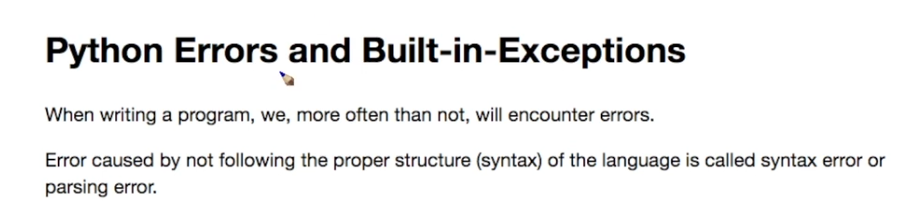 Python Errors and Built-in-Exceptions
When writing a program, we, more often than not, will encounter errors.
Error caused by not following the proper structure (syntax) of the language is called syntax error or
parsing error.